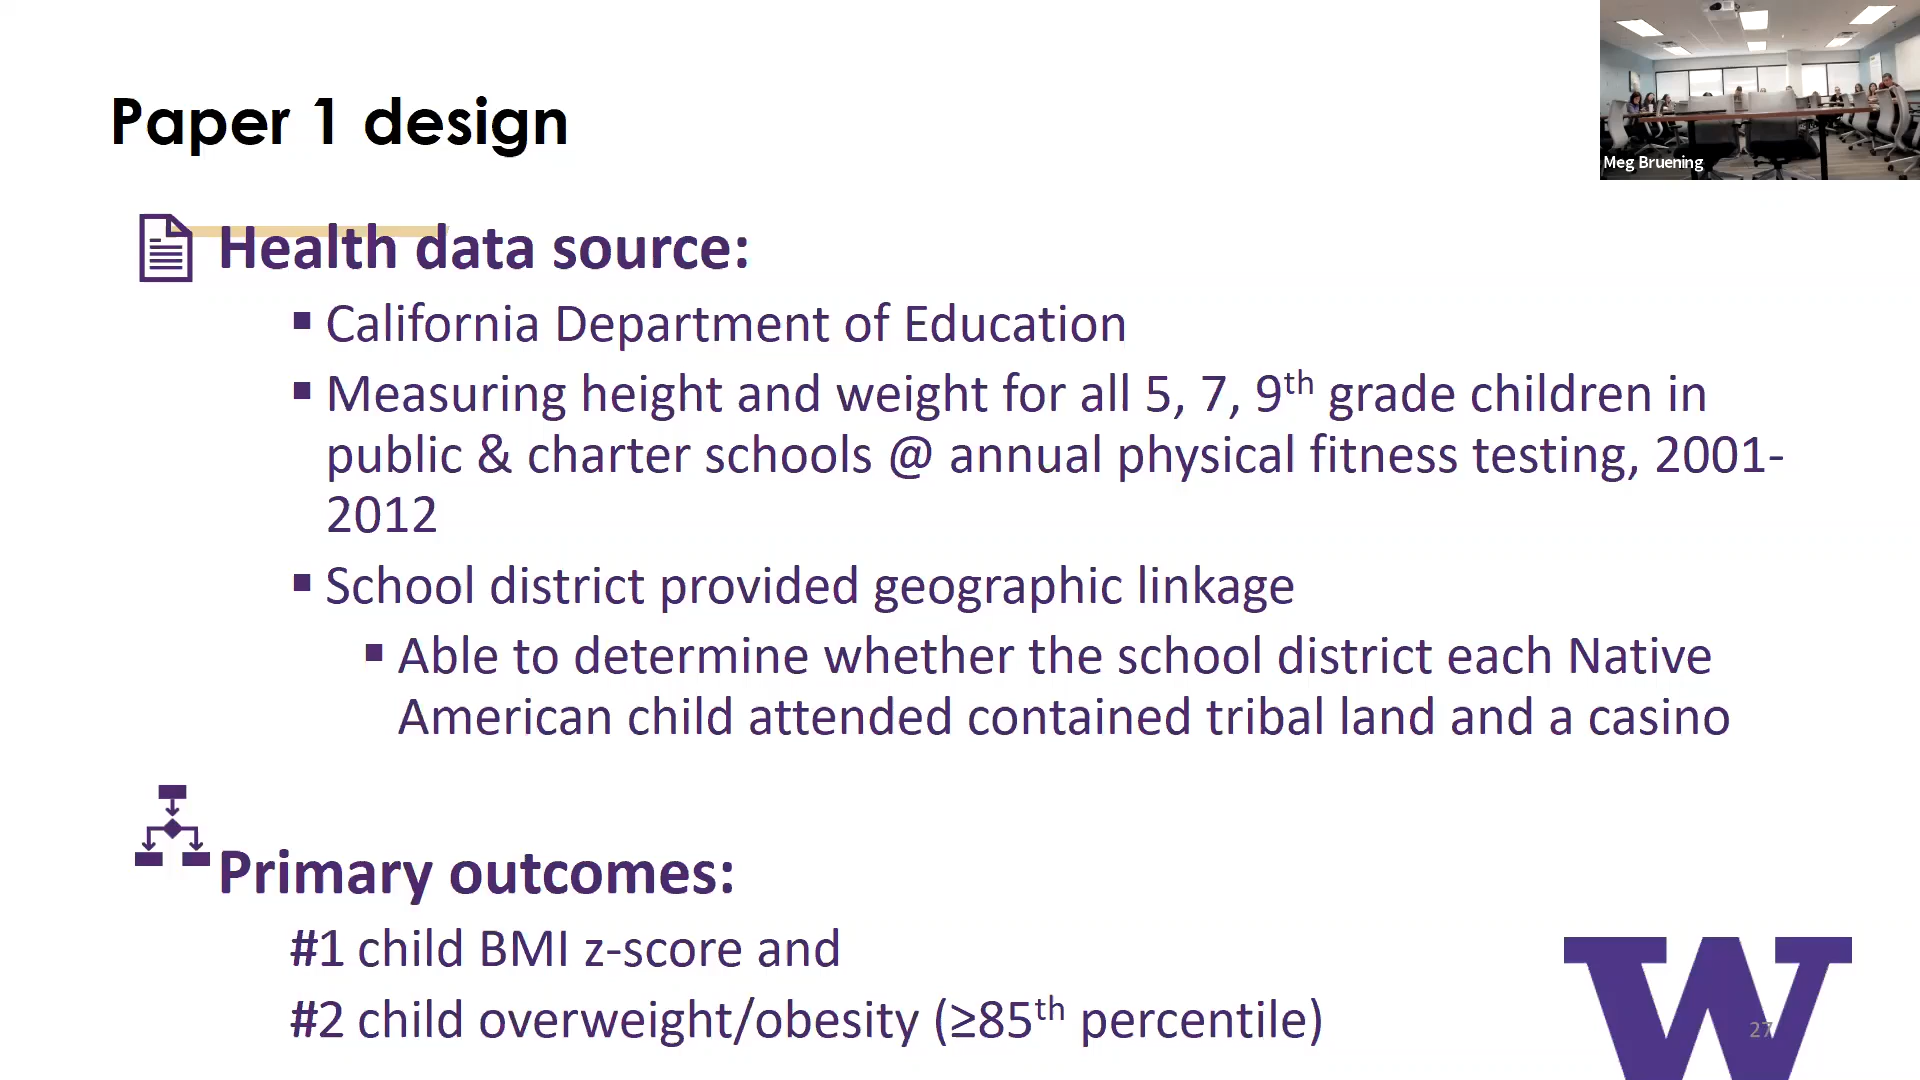 Paper 1 design
Meg Bruening
Health data source:
▪ California Department of Education
▪ Measuring height and weight for all 5, 7, 9th grade children in
public & charter schools @ annual physical fitness testing, 2001-
2012
▪ School district provided geographic linkage
▪ Able to determine whether the school district each Native
American child attended contained tribal land and a casino
Primary outcomes:
#1 child BMI z-score and
#2 child overweight/obesity (≥85th percentile)
W
27